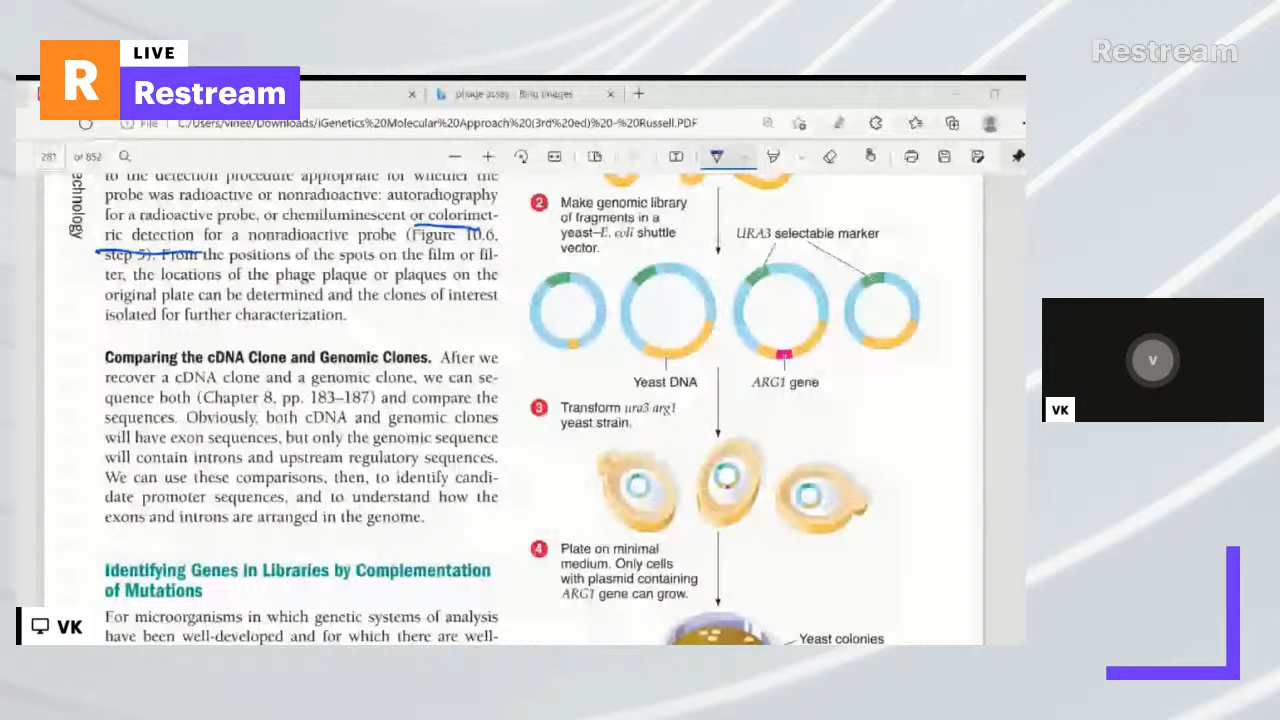 LIVE
R
Restream
Restream
phage assay - Bing images
File
C:/Users/vinee/Downloads/iGenetics%20Molecular%20Approach%20(3rd%20ed)%20-%20Russell.PDF
281 of 852
echnology
to the detection procedure appropriate for whether the
probe was radioactive or nonradioactive: autoradiography
for a radioactive probe, or chemiluminescent or colorimet-
ric detection for a nonradioactive probe (Figure 10.6,
step 5). From the positions of the spots on the film or fil-
ter, the locations of the phage plaque or plaques on the
original plate can be determined and the clones of interest
isolated for further characterization.
Comparing the cDNA Clone and Genomic Clones. After we
recover a cDNA clone and a genomic clone, we can se-
quence both (Chapter 8, pp. 183–187) and compare the
sequences. Obviously, both cDNA and genomic clones
will have exon sequences, but only the genomic sequence
will contain introns and upstream regulatory sequences.
We can use these comparisons, then, to identify candi-
date promoter sequences, and to understand how the
exons and introns are arranged in the genome.
Identifying Genes in Libraries by Complementation
of Mutations
For microorganisms in which genetic systems of analysis
have been well-developed and for which there are well-
2
Make genomic library
of fragments in a
yeast–E. coli shuttle
vector.
URA3 selectable marker
Yeast DNA
ARG1 gene
3
Transform ura3 arg1
yeast strain.
4
Plate on minimal
medium. Only cells
with plasmid containing
ARG1 gene can grow.
Yeast colonies
VK
V
VK